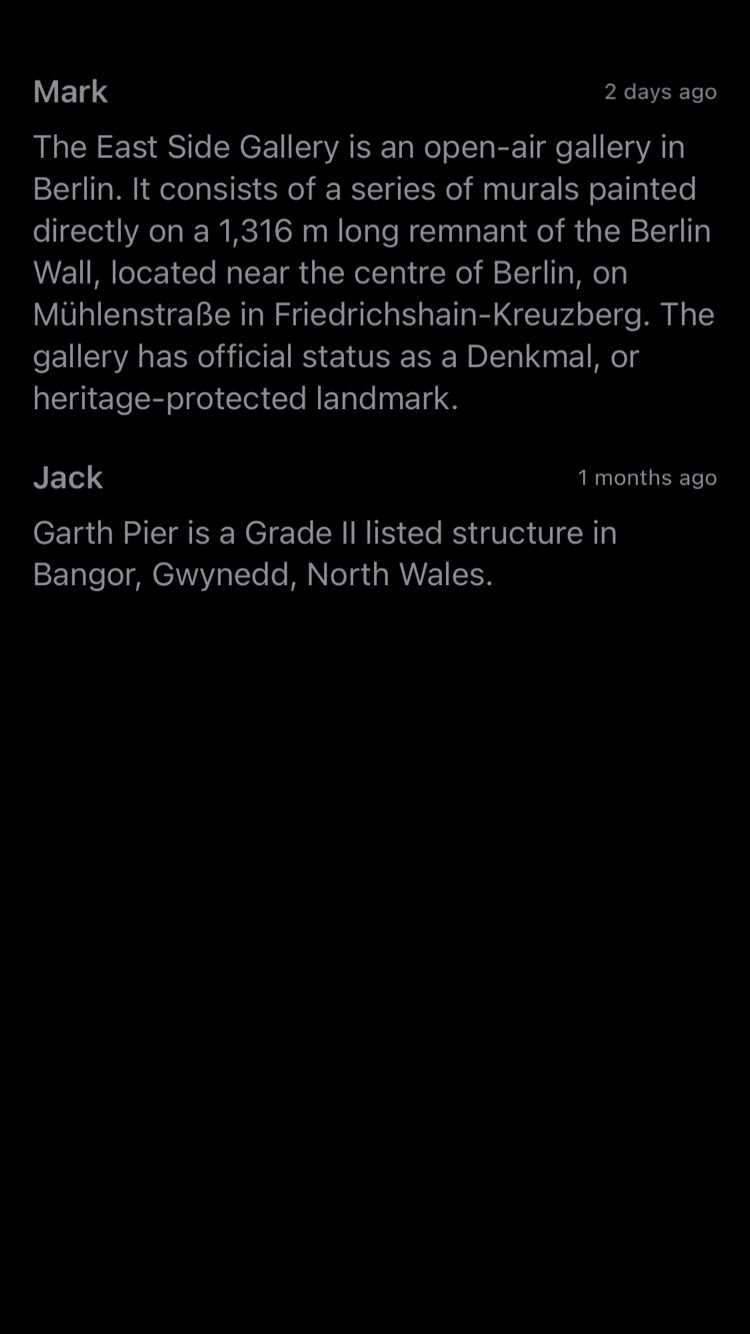 Mark
2 days ago
The East Side Gallery is an open-air gallery in
Berlin. It consists of a series of murals painted
directly on a 1,316 m long remnant of the Berlin
Wall, located near the centre of Berlin, on
Mühlenstraße in Friedrichshain-Kreuzberg. The
gallery has official status as a Denkmal, or
heritage-protected landmark.
Jack
1 months ago
Garth Pier is a Grade II listed structure in
Bangor, Gwynedd, North Wales.